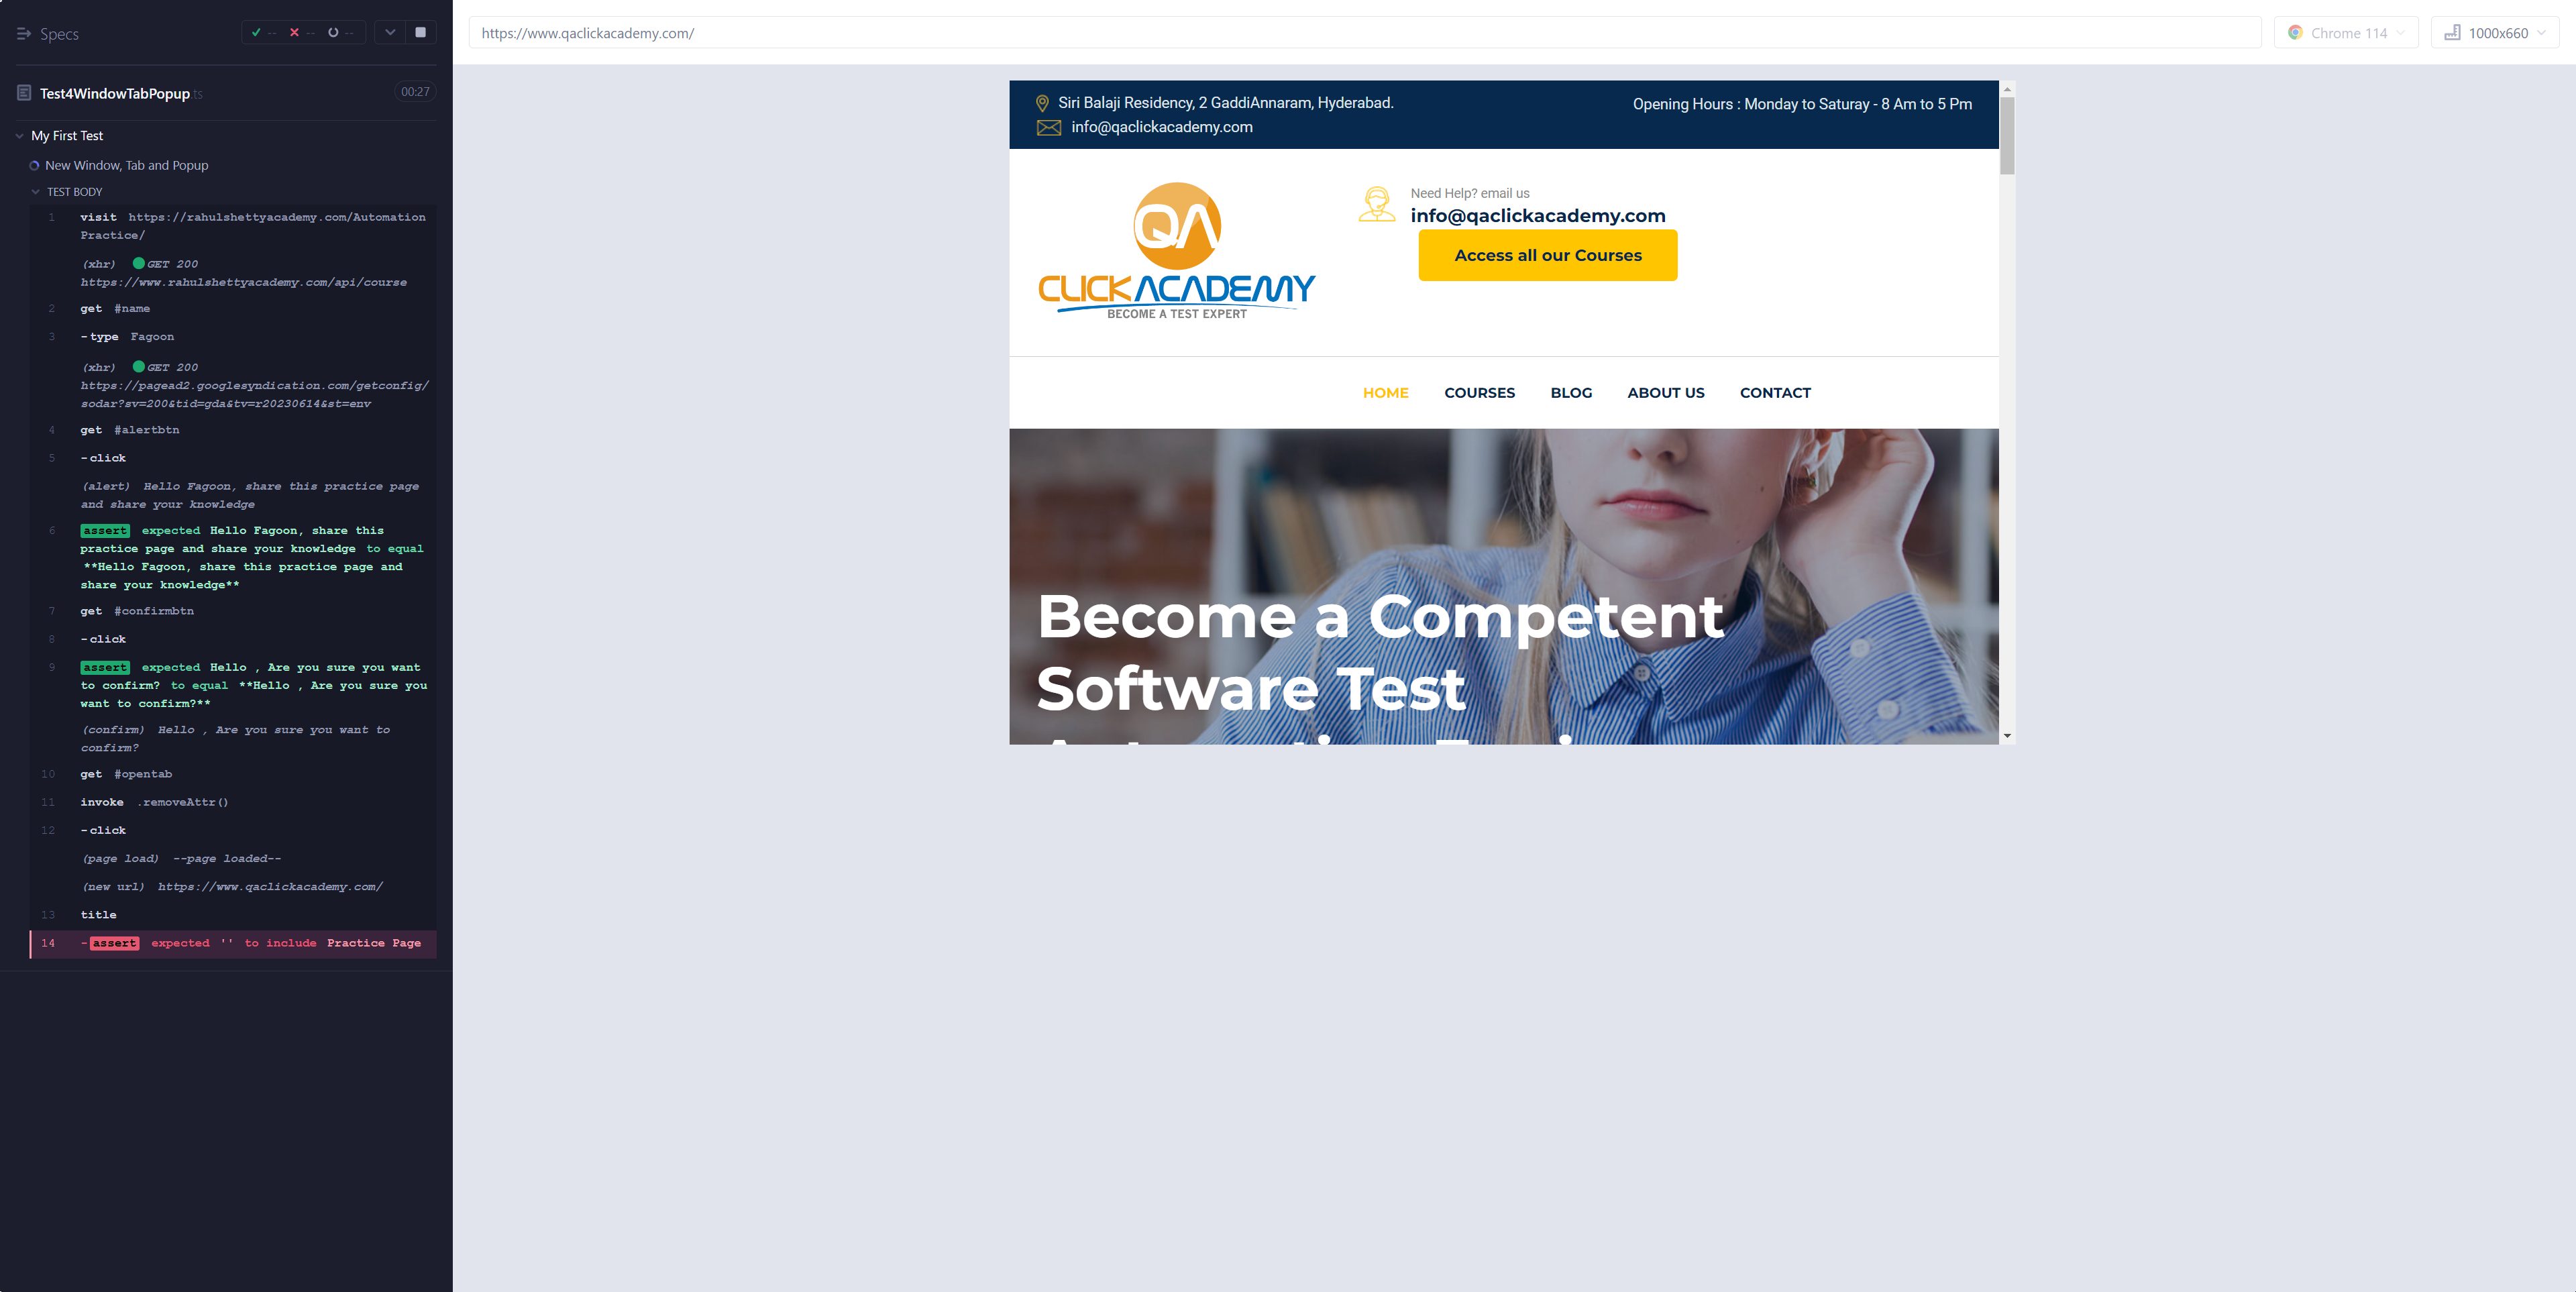 Specs
-- -- --
Test4WindowTabPopup.ts
00:27
My First Test
New Window, Tab and Popup
TEST BODY
1 visit https://rahulshettyacademy.com/Automation
Practice/
(xhr) GET 200
https://www.rahulshettyacademy.com/api/course
2 get #name
3 -type Fagoon
(xhr) GET 200
https://pagead2.googlesyndication.com/getconfig/
sodar?sv=200&tid=gda&tv=r20230614&st=env
4 get #alertbtn
5 -click
(alert) Hello Fagoon, share this practice page
and share your knowledge
6 assert expected Hello Fagoon, share this
practice page and share your knowledge to equal
**Hello Fagoon, share this practice page and
share your knowledge**
7 get #confirmbtn
8 -click
9 assert expected Hello , Are you sure you want
to confirm? to equal **Hello , Are you sure you
want to confirm?**
(confirm) Hello , Are you sure you want to
confirm?
10 get #opentab
11 invoke .removeAttr()
12 -click
(page load) --page loaded--
(new url) https://www.qaclickacademy.com/
13 title
14 -assert expected '' to include Practice Page
https://www.qaclickacademy.com/
Chrome 114
1000x660
Siri Balaji Residency, 2 GaddiAnnaram, Hyderabad.
info@qaclickacademy.com
Opening Hours : Monday to Saturay - 8 Am to 5 Pm
QA
CLICKACADEMY
BECOME A TEST EXPERT
Need Help? email us
info@qaclickacademy.com
Access all our Courses
HOME COURSES BLOG ABOUT US CONTACT
Become a Competent
Software Test